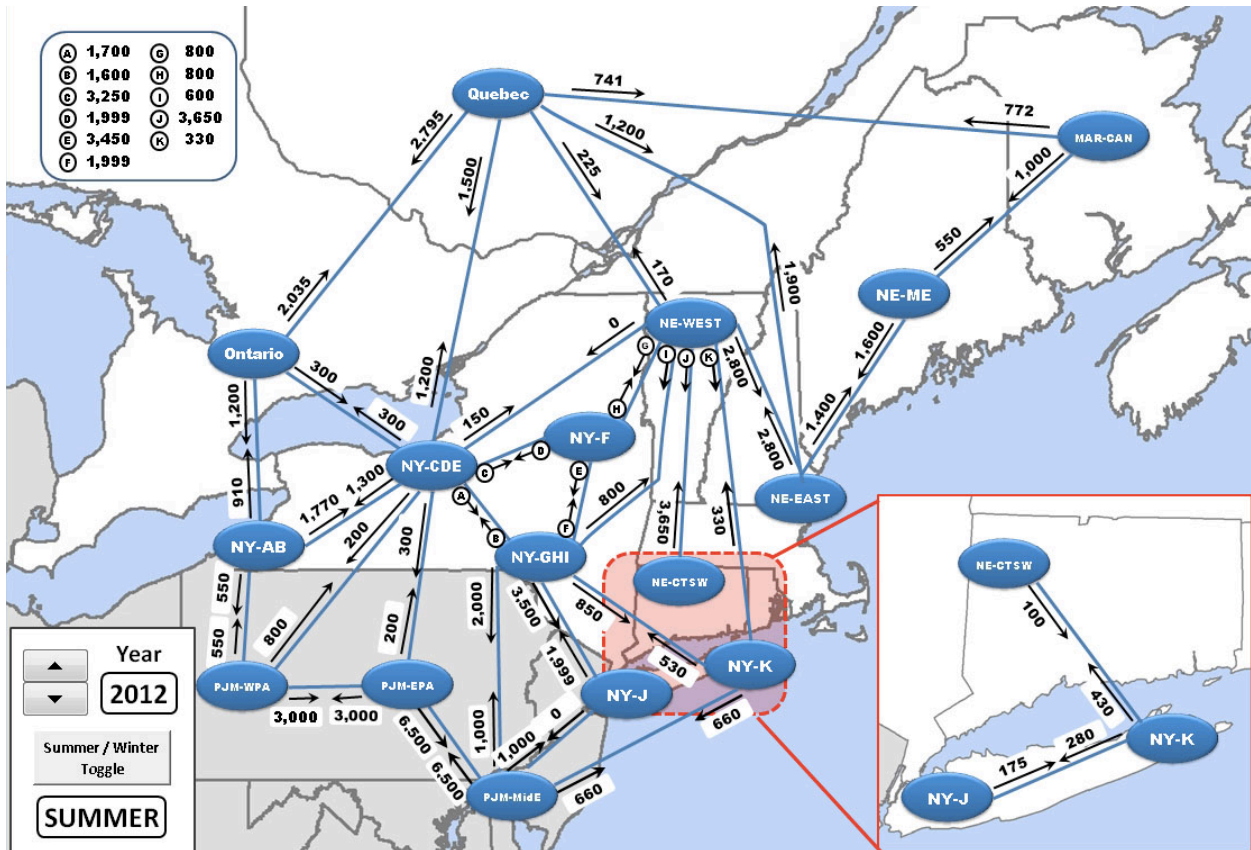 A 1,700 G 800
B 1,600 H 800
C 3,250 I 600
D 1,999 J 3,650
E 3,450 K 330
F 1,999
Quebec
741
772
MAR-CAN
2.795
1,500
225
1,200
1,000
550
170
1,900
NE-ME
2.035
NE-WEST
0
G
I
J
K
1,600
Ontario
300
1,200
1,200
300
150
H
2,800
1,400
NY-F
NY-CDE
C
D
E
2,800
910
1,770
1,300
A
B
F
800
NE-EAST
200
300
3,650
330
NY-AB
NY-GHI
NE-CTSW
550
550
800
200
2,000
3,500
850
530
1.999
NY-K
PJM-WPA
PJM-EPA
NY-J
3,000
3,000
6.500
6.500
1,000
1,000
0
660
660
PJM-MidE
Year
2012
Summer / Winter
Toggle
SUMMER
NE-CTSW
100
430
280
NY-K
175
NY-J